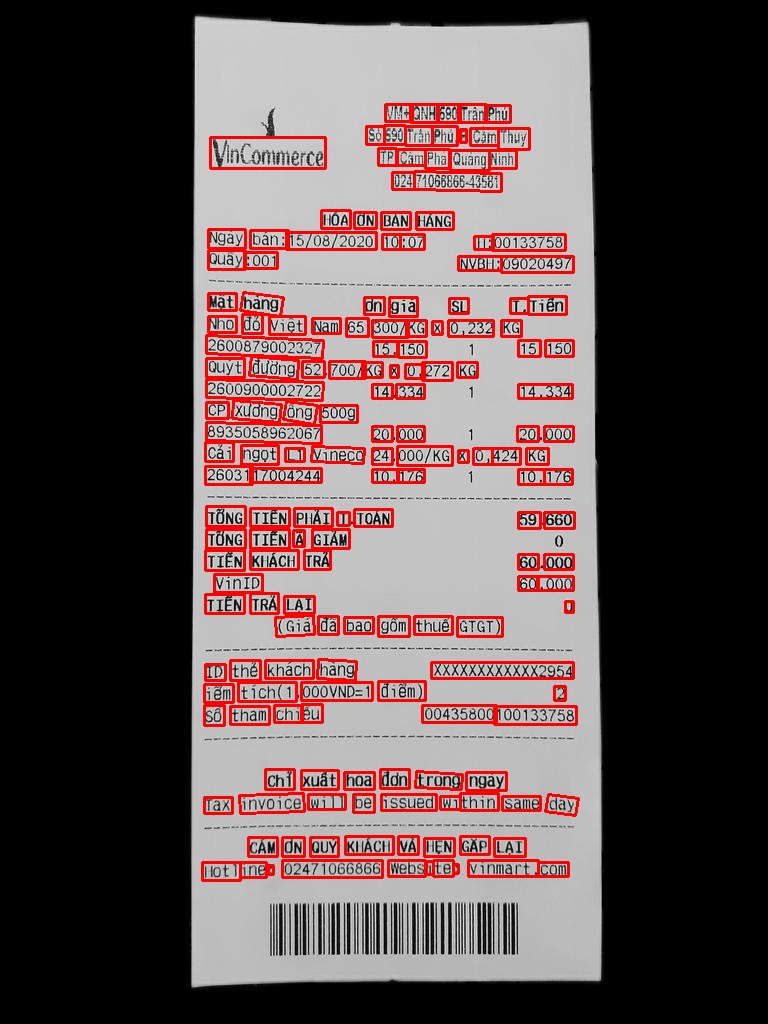 VinCommerce
VM+ QNH 590 Trần Phú
Số 590 Trần Phú, P. Cẩm Thủy
TP. Cẩm Phả, Quảng Ninh
024 71066866-43581
HÓA ĐƠN BÁN HÀNG
Ngày bán:15/08/2020 10:07 H:00133758
Quầy:001 NVBH:09020497
Mặt hàng Đơn giá SL T.Tiền
Nho đỏ Việt Nam 65,300/KG x 0,232 KG
2600879002327 15.150 1 15.150
Quýt đường 52,700/KG x 0,272 KG
2600900002722 14.334 1 14.334
CP Xương ống 500g
8935058962067 20.000 1 20.000
Cải ngọt L1 Vineco 24,000/KG x 0,424 KG
2603117004244 10.176 1 10.176
TỔNG TIỀN PHẢI T.TOÁN 59.660
TỔNG TIỀN ĐÃ GIẢM 0
TIỀN KHÁCH TRẢ 60.000
VinID 60.000
TIỀN TRẢ LẠI 0
(Giá đã bao gồm thuế GTGT)
ID thẻ khách hàng XXXXXXXXXXXX2954
Điểm tích(1.000VND=1 điểm) 2
Số tham chiếu 00435800100133758
Chỉ xuất hóa đơn trong ngày
Tax invoice will be issued within same day
CẢM ƠN QUÝ KHÁCH VÀ HẸN GẶP LẠI
Hotline: 02471066866 Website: vinmart.com